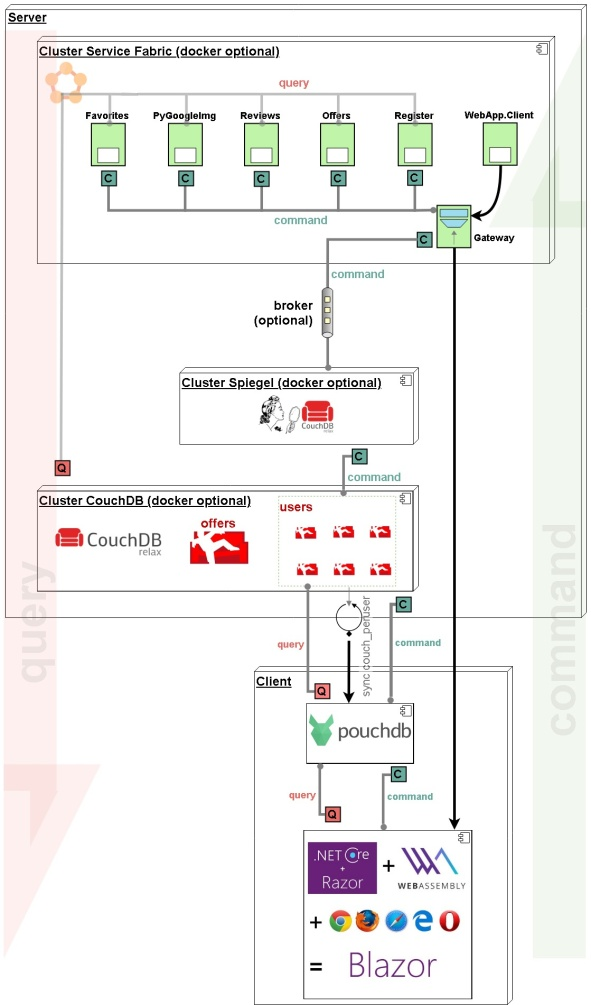 Server
Cluster Service Fabric (docker optional)
query
Favorites
PyGoogleImg
Reviews
Offers
Register
WebApp.Client
C
C
C
C
C
command
C
Gateway
command
broker
(optional)
Cluster Spiegel (docker optional)
CouchDB
relax
Q
C
command
Cluster CouchDB (docker optional)
CouchDB
relax
offers
users
query
command
C
query
sync couch_peruser
command
Client
Q
pouchdb
C
query
command
Q
.NET Core
+
Razor
+
WEBASSEMBLY
+
= Blazor